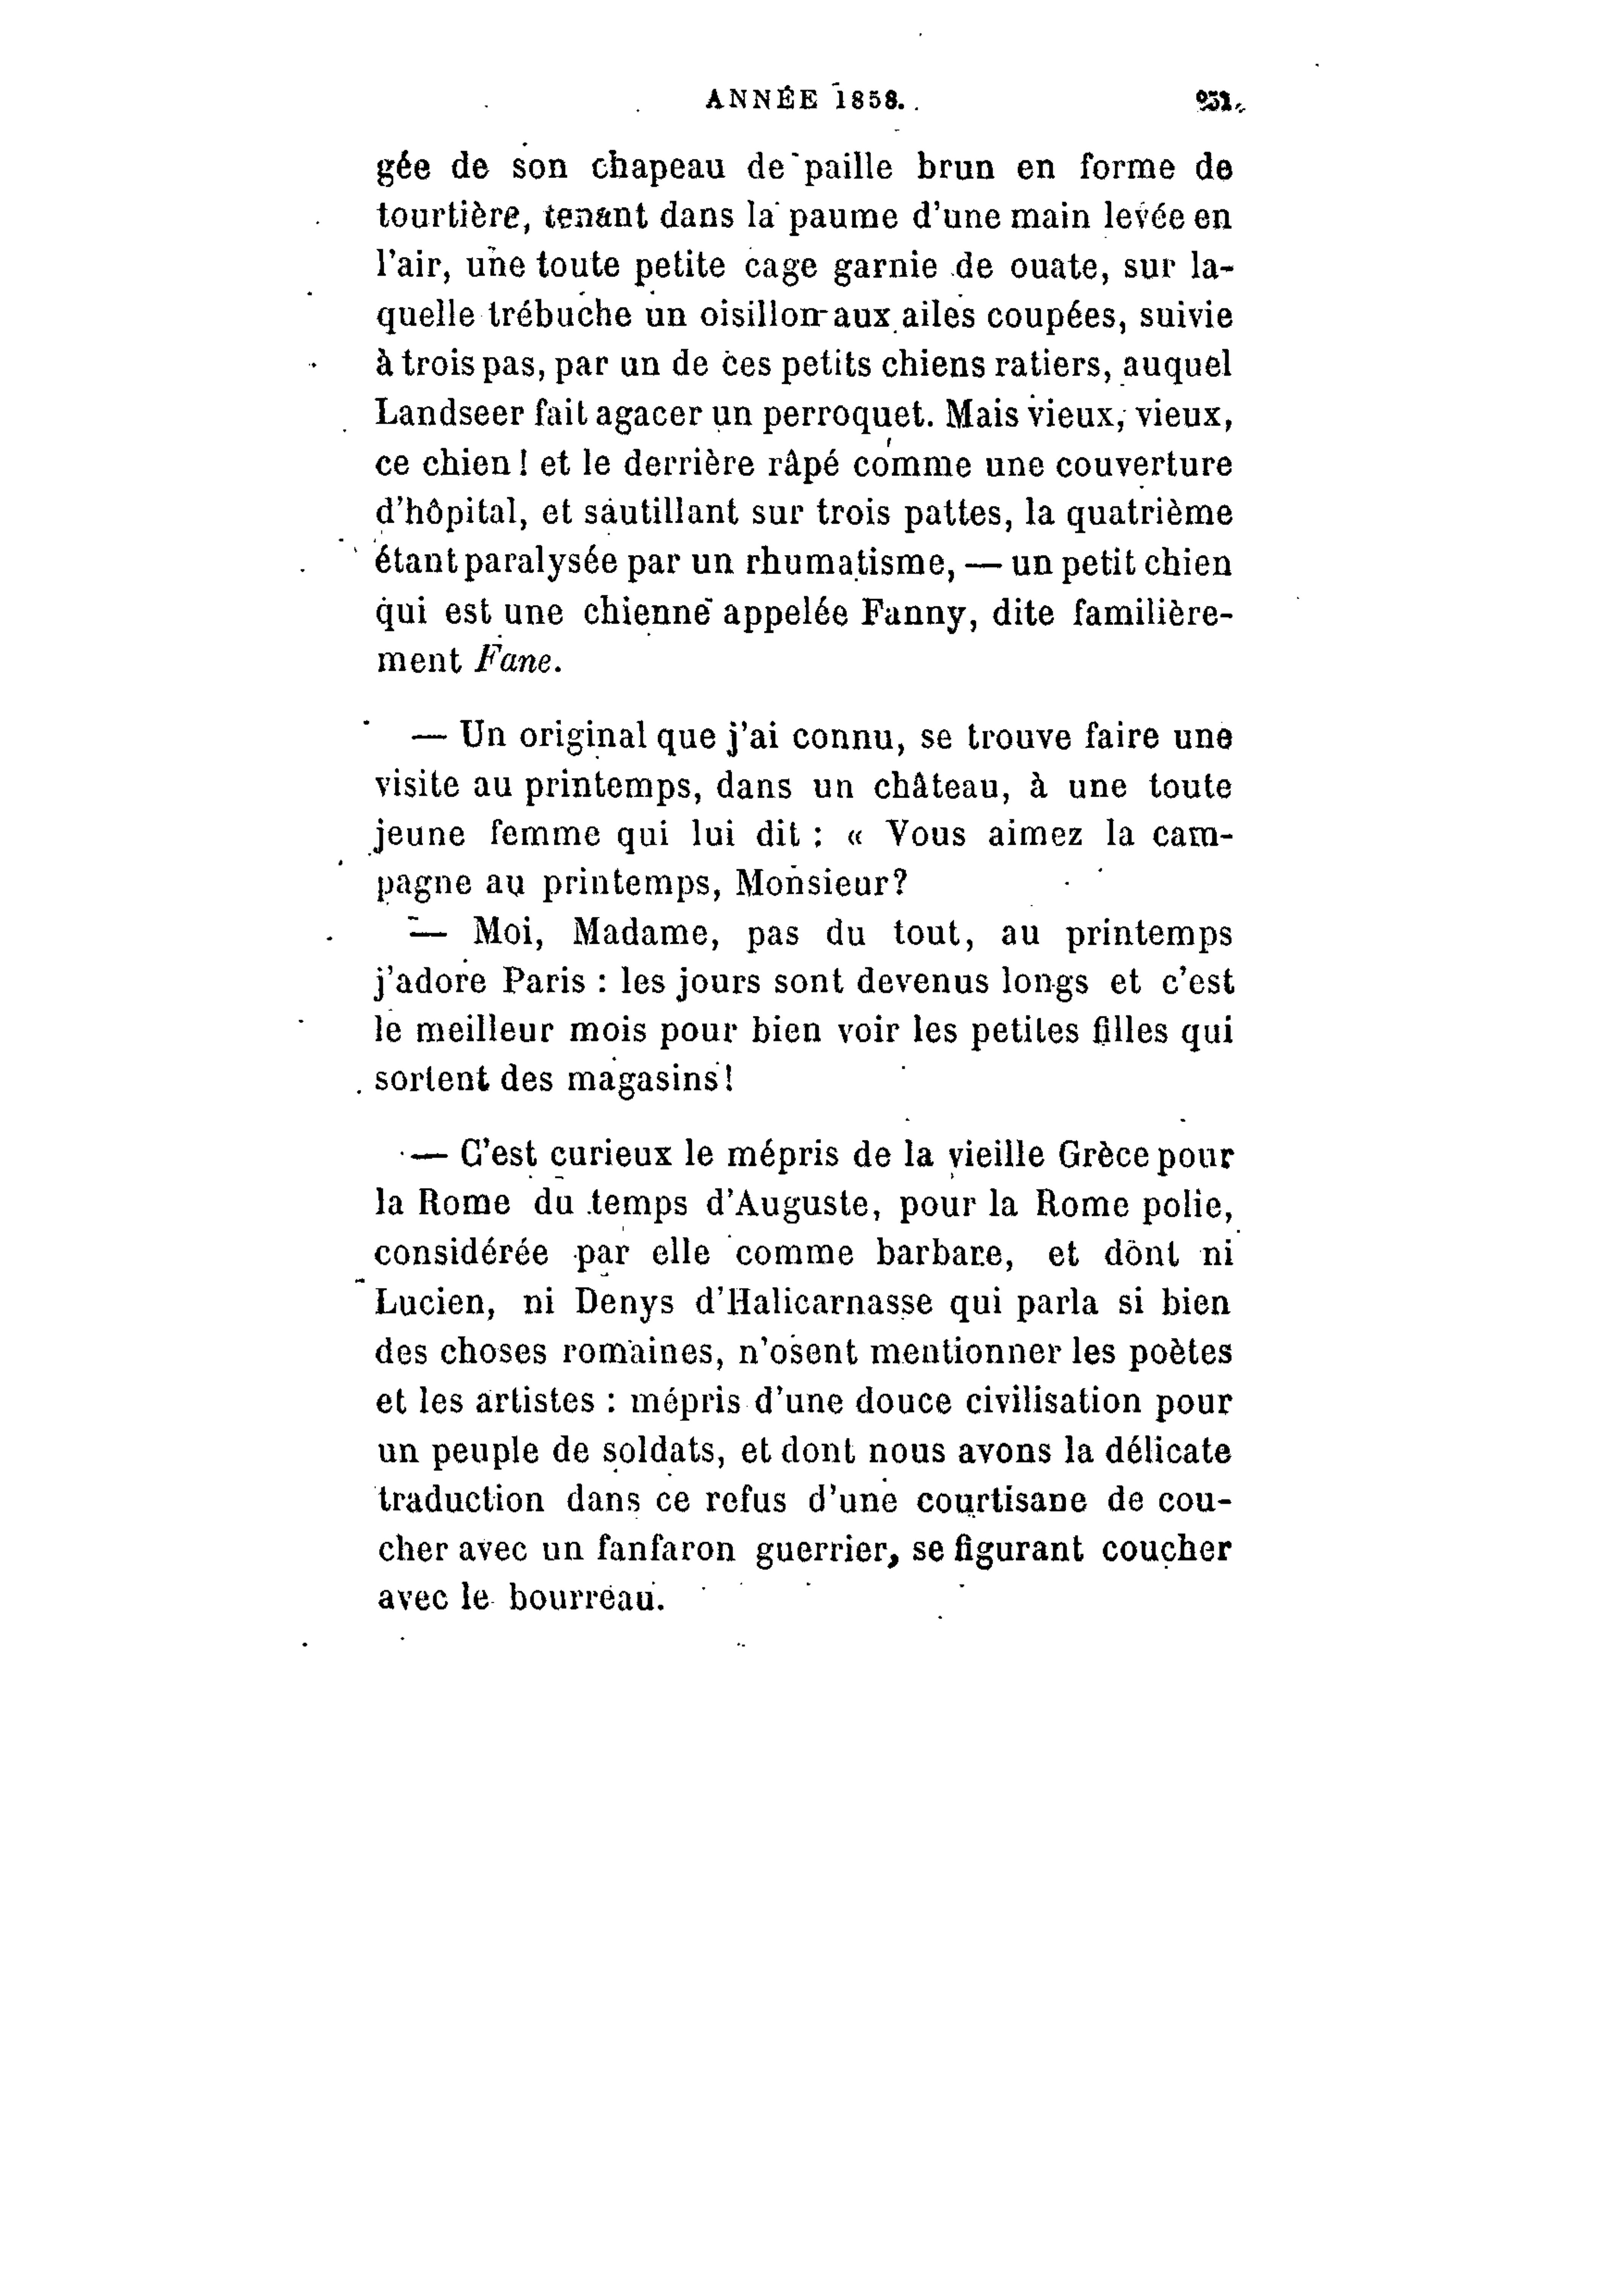 ANNÉE 1858. 251
gée de son chapeau de paille brun en forme de
tourtière, tenant dans la paume d'une main levée en
l'air, une toute petite cage garnie de ouate, sur la-
quelle trébuche un oisillon aux ailes coupées, suivie
à trois pas, par un de ces petits chiens ratiers, auquel
Landseer fait agacer un perroquet. Mais vieux, vieux,
ce chien! et le derrière râpé comme une couverture
d'hôpital, et sautillant sur trois pattes, la quatrième
étant paralysée par un rhumatisme, — un petit chien
qui est une chienne appelée Fanny, dite familière-
ment Fane.
— Un original que j'ai connu, se trouve faire une
visite au printemps, dans un château, à une toute
jeune femme qui lui dit : « Vous aimez la cam-
pagne au printemps, Monsieur?
— Moi, Madame, pas du tout, au printemps
j'adore Paris : les jours sont devenus longs et c'est
le meilleur mois pour bien voir les petites filles qui
sortent des magasins!
— C'est curieux le mépris de la vieille Grèce pour
la Rome du temps d'Auguste, pour la Rome polie,
considérée par elle comme barbare, et dont ni
Lucien, ni Denys d'Halicarnasse qui parla si bien
des choses romaines, n'osent mentionner les poètes
et les artistes : mépris d'une douce civilisation pour
un peuple de soldats, et dont nous avons la délicate
traduction dans ce refus d'une courtisane de cou-
cher avec un fanfaron guerrier, se figurant coucher
avec le bourreau.